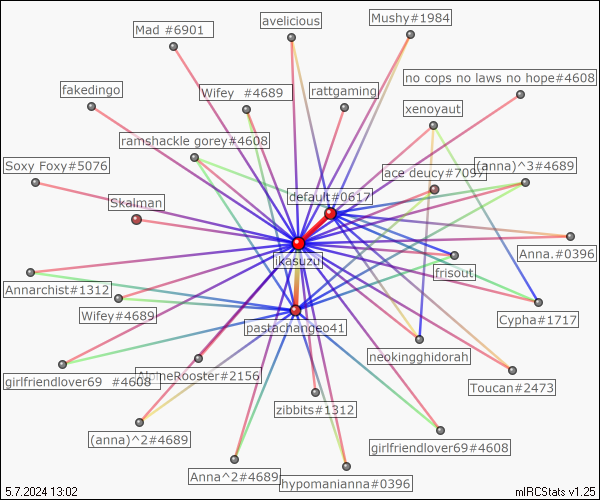 avelicious
Mushy#1984
Mad #6901
no cops no laws no hope#4608
fakedingo
Wifey #4689
rattgaming
xenoyaut
ramshackle gorey#4608
Soxy Foxy#5076
ace deucy#7097
(anna)^3#4689
default#0617
Skalman
Anna.#0396
ikasuzu
frisout
Annarchist#1312
Wifey#4689
Cypha#1717
pastachangeo41
neokingghidorah
girlfriendlover69 #4608
#2156
Toucan#2473
zibbits#1312
(anna)^2#4689
girlfriendlover69#4608
Anna^2#4689
hypomanianna#0396
5.7.2024 13:02
mIRCStats v1.25